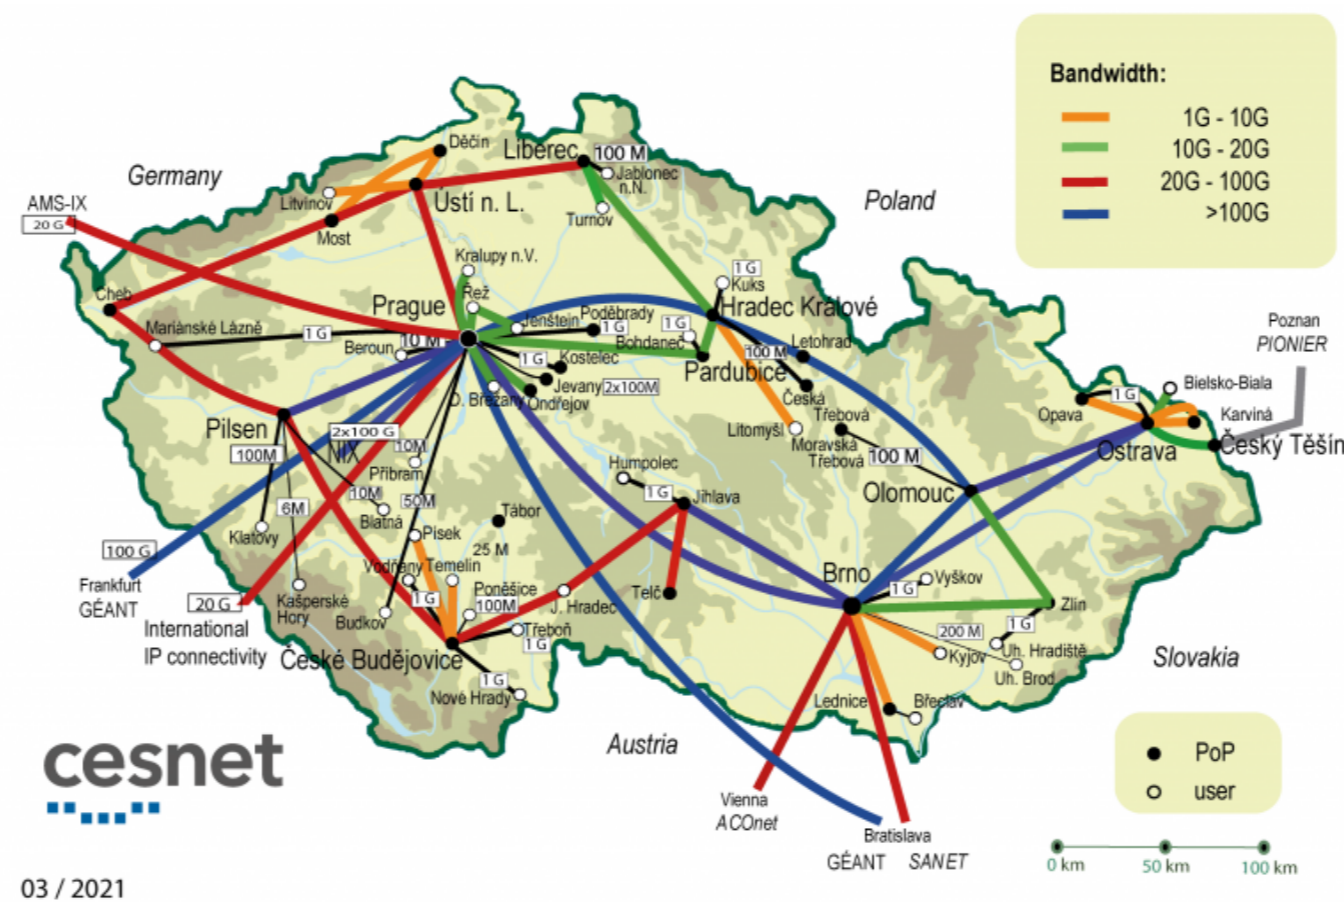 Bandwidth:
1G - 10G
10G - 20G
20G - 100G
>100G
Germany
Poland
Děčín
Liberec
100 M
Jablonec
n.N.
Litvínov
Ústí n. L.
Turnov
Most
AMS-IX
20 G
Kralupy n.V.
1 G
Kuks
Cheb
Prague
Řež
Hradec Králové
Mariánské Lázně
1 G
Jenštejn
Poděbrady
1 G
1 G
Bohdaneč
Beroun
10 M
1 G
Kostelec
100 M
Letohrad
Pardubice
Jevany
2x100M
D. Břežany
Ondřejov
Česká
Třebová
Litomyšl
Moravská
Třebová
100 M
Poznan
PIONIER
Bielsko-Biala
1 G
Opava
Karviná
Ostrava
Český Těšín
Pilsen
2x100 G
NIX
100M
10M
Příbram
Humpolec
1 G
Jihlava
Olomouc
6M
10M
50M
Blatná
Klatovy
Tábor
Písek
25 M
Vodňany
Temelín
Poněšice
100M
1 G
J. Hradec
Telč
Brno
1 G
Vyškov
Zlín
1 G
200 M
Uh. Hradiště
Kyjov
Uh. Brod
Kašperské
Hory
Budkov
Třeboň
1 G
České Budějovice
1 G
Nové Hrady
Lednice
Břeclav
100 G
Frankfurt
GÉANT
20 G
International
IP connectivity
Slovakia
Austria
cesnet
Vienna
ACOnet
Bratislava
GÉANT
SANET
PoP
user
0 km
50 km
100 km
03 / 2021